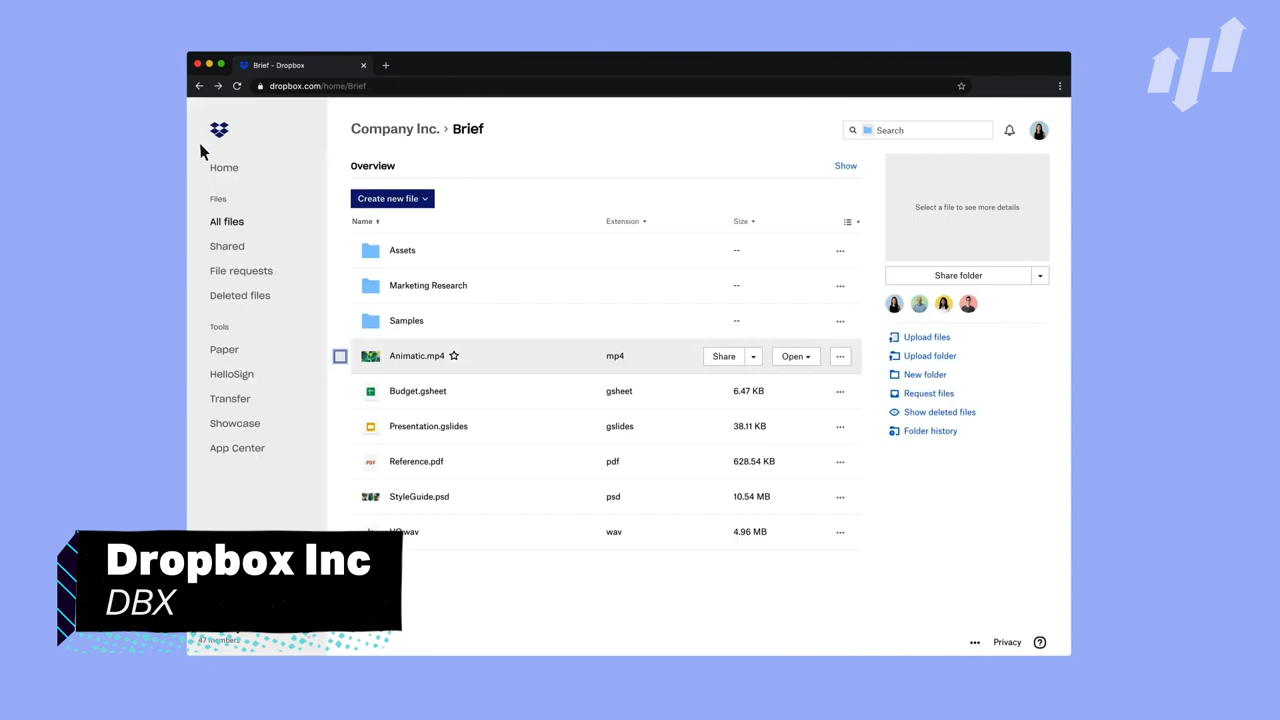 Brief - Dropbox
dropbox.com/home/Brief
Company Inc. › Brief
Search
Home
Overview
Show
Files
Create new file
Select a file to see more details
All files
Name
Extension
Size
Shared
Assets
--
File requests
Share folder
Deleted files
Marketing Research
--
Samples
--
Tools
Upload files
Paper
Animatic.mp4
mp4
Share
Open
Upload folder
HelloSign
New folder
Budget.gsheet
gsheet
6.47 KB
Request files
Transfer
Show deleted files
Showcase
Presentation.gslides
gslides
38.11 KB
Folder history
App Center
Reference.pdf
pdf
628.54 KB
PDF
StyleGuide.psd
psd
10.54 MB
wav
4.96 MB
Dropbox Inc
DBX
47 members
Privacy